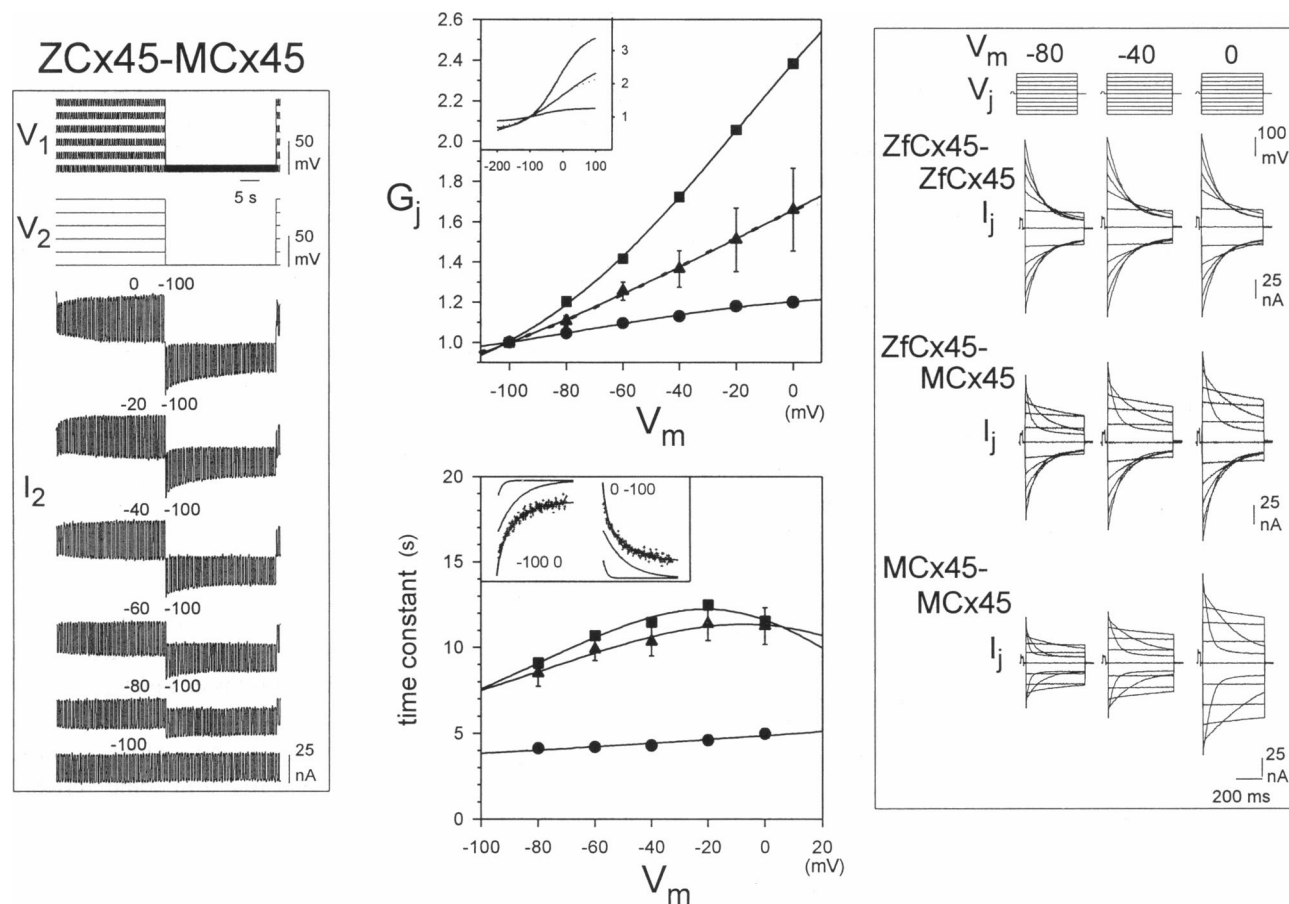 ZCx45-MCx45
V1
50
mV
5 s
V2
50
mV
0 -100
-20 -100
-40 -100
I2
-60 -100
-80 -100
-100
25
nA
2.6
2.4
2.2
2.0
1.8
1.6
1.4
1.2
1.0
Gj
3
2
1
-200 -100 0 100
-100 -80 -60 -40 -20 0
(mV)
Vm
20
15
10
5
0
time constant (s)
0 -100
-100 0
-100 -80 -60 -40 -20 0 20
(mV)
Vm
Vm -80 -40 0
Vj
100
mV
ZfCx45-
ZfCx45
Ij
25
nA
ZfCx45-
MCx45
Ij
25
nA
MCx45-
MCx45
Ij
25
nA
200 ms